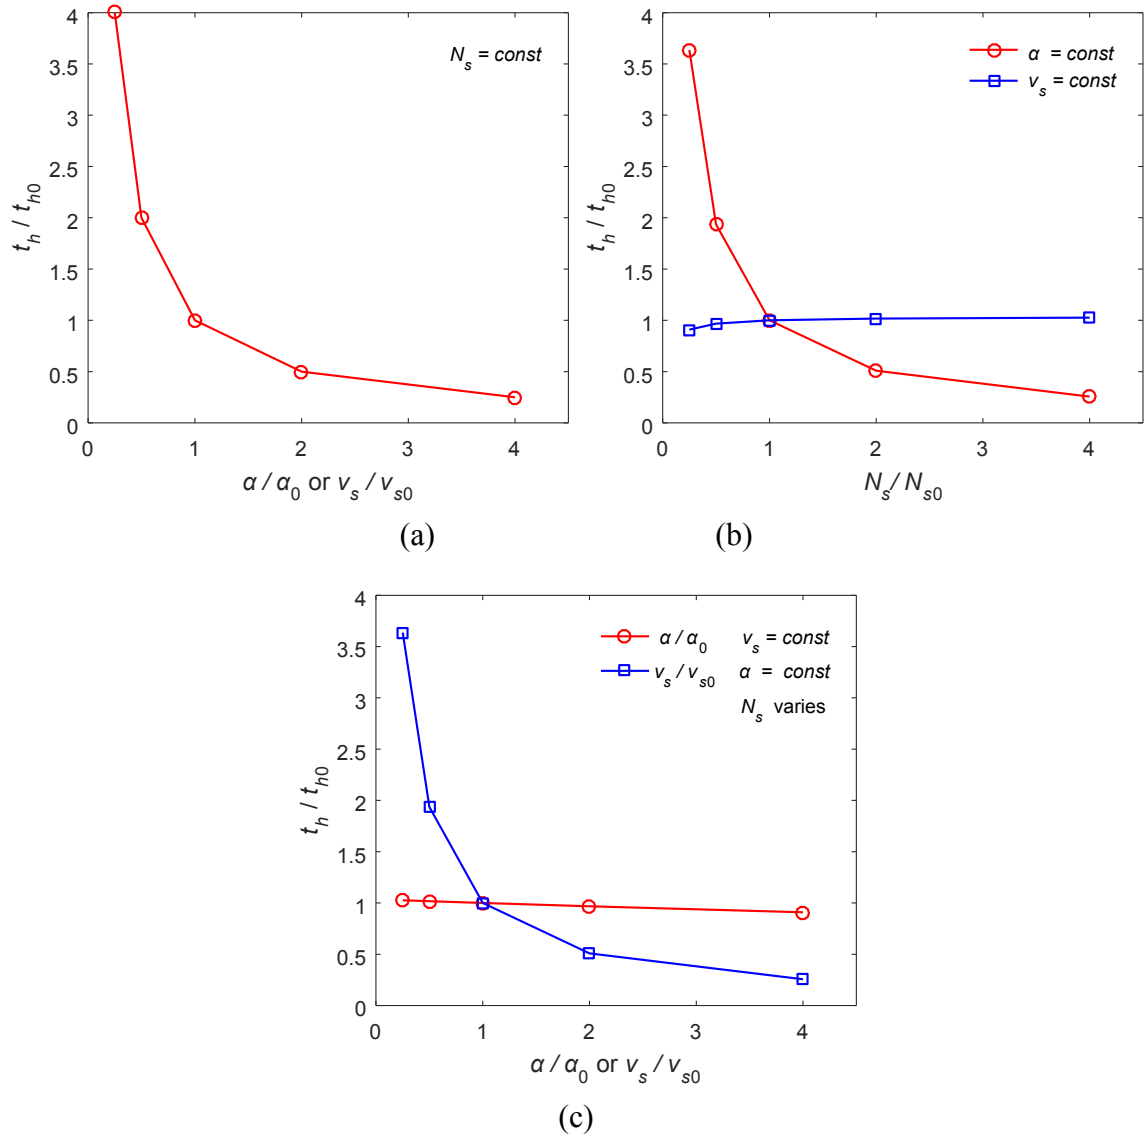 4
3.5
3
2.5
2
1.5
1
0.5
0
0 1 2 3 4
t_h / t_h0
N_s = const
α / α_0 or v_s / v_s0
(a)
4
3.5
3
2.5
2
1.5
1
0.5
0
0 1 2 3 4
t_h / t_h0
α = const
v_s = const
N_s / N_s0
(b)
4
3.5
3
2.5
2
1.5
1
0.5
0
0 1 2 3 4
t_h / t_h0
α / α_0 v_s = const
v_s / v_s0 α = const
N_s varies
α / α_0 or v_s / v_s0
(c)